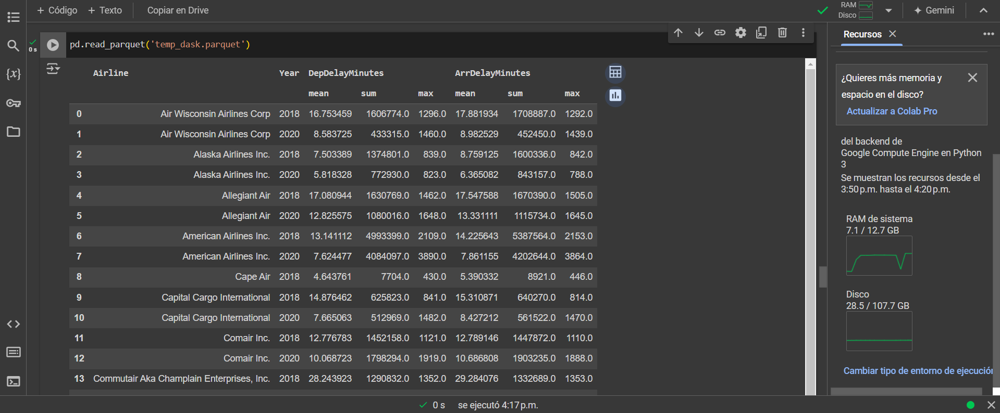 + Código + Texto Copiar en Drive
RAM
Disco
Gemini
{x}
0 s
pd.read_parquet('temp_dask.parquet')
Airline Year DepDelayMinutes ArrDelayMinutes
mean sum max mean sum max
0 Air Wisconsin Airlines Corp 2018 16.753459 1606774.0 1296.0 17.881934 1708887.0 1292.0
1 Air Wisconsin Airlines Corp 2020 8.583725 433315.0 1460.0 8.982529 452450.0 1439.0
2 Alaska Airlines Inc. 2018 7.503389 1374801.0 839.0 8.759125 1600336.0 842.0
3 Alaska Airlines Inc. 2020 5.818328 772930.0 823.0 6.365082 843157.0 788.0
4 Allegiant Air 2018 17.080944 1630769.0 1462.0 17.547588 1670390.0 1505.0
5 Allegiant Air 2020 12.825575 1080016.0 1648.0 13.331111 1115734.0 1645.0
6 American Airlines Inc. 2018 13.141112 4993399.0 2109.0 14.225643 5387564.0 2153.0
7 American Airlines Inc. 2020 7.624477 4084097.0 3890.0 7.861155 4202644.0 3864.0
8 Cape Air 2018 4.643761 7704.0 430.0 5.390332 8921.0 446.0
9 Capital Cargo International 2018 14.876462 625823.0 841.0 15.310871 640270.0 814.0
10 Capital Cargo International 2020 7.665063 512969.0 1482.0 8.427212 561522.0 1470.0
11 Comair Inc. 2018 12.776783 1452158.0 1121.0 12.789146 1447872.0 1110.0
12 Comair Inc. 2020 10.068723 1798294.0 1919.0 10.686808 1903235.0 1888.0
13 Commutair Aka Champlain Enterprises, Inc. 2018 28.243923 1290832.0 1352.0 29.284076 1332689.0 1353.0
Recursos
¿Quieres más memoria y
espacio en el disco?
Actualizar a Colab Pro
del backend de
Google Compute Engine en Python
3
Se muestran los recursos desde el
3:50 p.m. hasta el 4:20 p.m.
RAM de sistema
7.1 / 12.7 GB
Disco
28.5 / 107.7 GB
Cambiar tipo de entorno de ejecución
0 s se ejecutó 4:17 p.m.